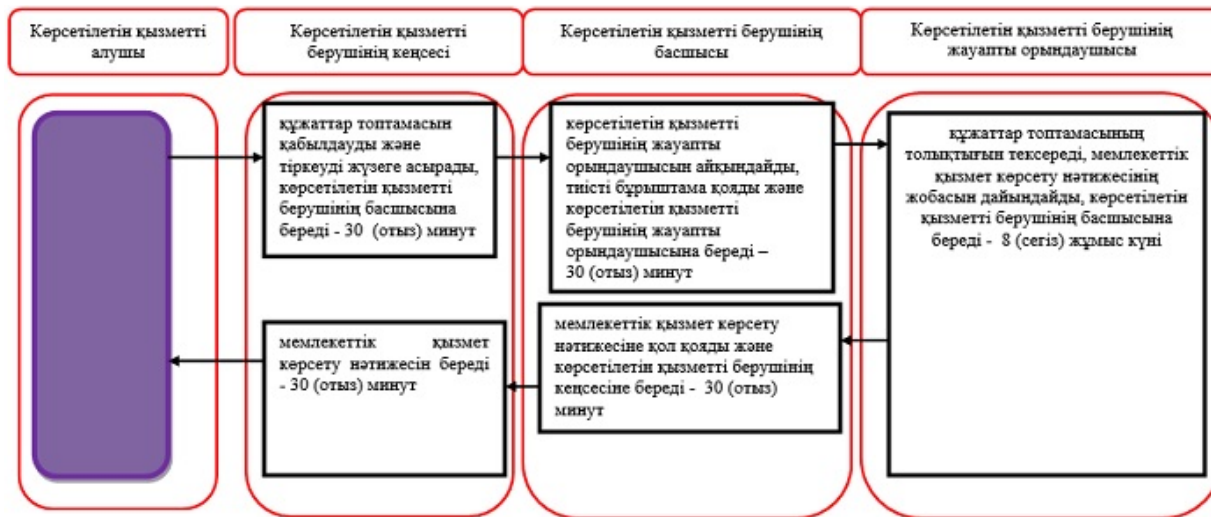 Көрсетілетін қызметті
алушы
Көрсетілетін қызметті
берушінің кеңсесі
Көрсетілетін қызметті берушінің
басшысы
Көрсетілетін қызметті берушінің
жауапты орындаушысы
құжаттар топтамасын
қабылдауды және
тіркеуді жүзеге асырады,
көрсетілетін қызметті
берушінің басшысына
береді - 30 (отыз) минут
көрсетілетін қызметті
берушінің жауапты
орындаушысын айқындайды,
тиісті бұрыштама қояды және
көрсетілетін қызметті
берушінің жауапты
орындаушысына береді –
30 (отыз) минут
құжаттар топтамасының
толықтығын тексереді, мемлекеттік
қызмет көрсету нәтижесінің
жобасын дайындайды, көрсетілетін
қызметті берушінің басшысына
береді - 8 (сегіз) жұмыс күні
мемлекеттік қызмет
көрсету нәтижесін береді
- 30 (отыз) минут
мемлекеттік қызмет көрсету
нәтижесіне қол қояды және
көрсетілетін қызметті берушінің
кеңсесіне береді - 30 (отыз)
минут